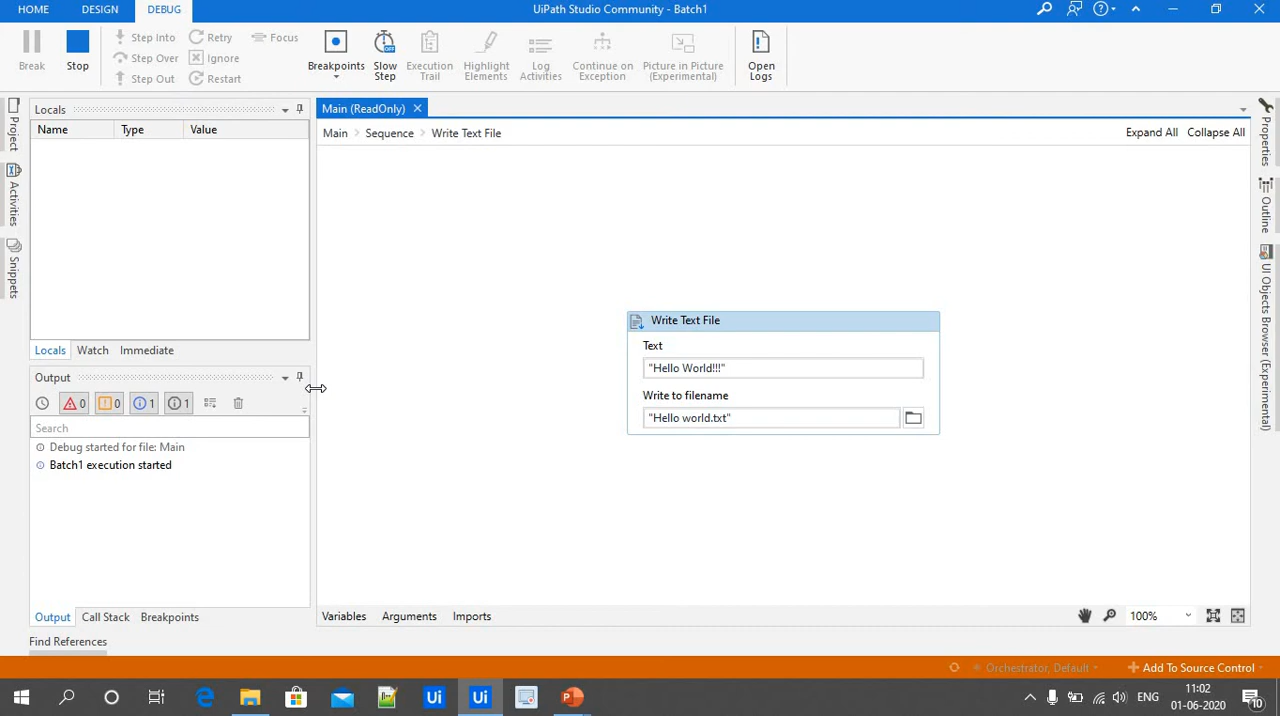 HOME DESIGN DEBUG UiPath Studio Community - Batch1
Break Stop Step Into Retry Focus Breakpoints Slow Step Execution Trail Highlight Elements Log Activities Continue on Exception Picture in Picture (Experimental) Open Logs
Step Over Ignore
Step Out Restart
Locals Main (ReadOnly)
Name Type Value Main > Sequence > Write Text File Expand All Collapse All
Project
Activities
Snippets
Properties
Outline
UI Objects Browser (Experimental)
Write Text File
Text
"Hello World!!!"
Write to filename
"Hello world.txt"
Locals Watch Immediate
Output
0 0 1 1
Search
Debug started for file: Main
Batch1 execution started
Output Call Stack Breakpoints Variables Arguments Imports 100%
Find References
Orchestrator, Default Add To Source Control
Ui Ui ENG 11:02
01-06-2020 10